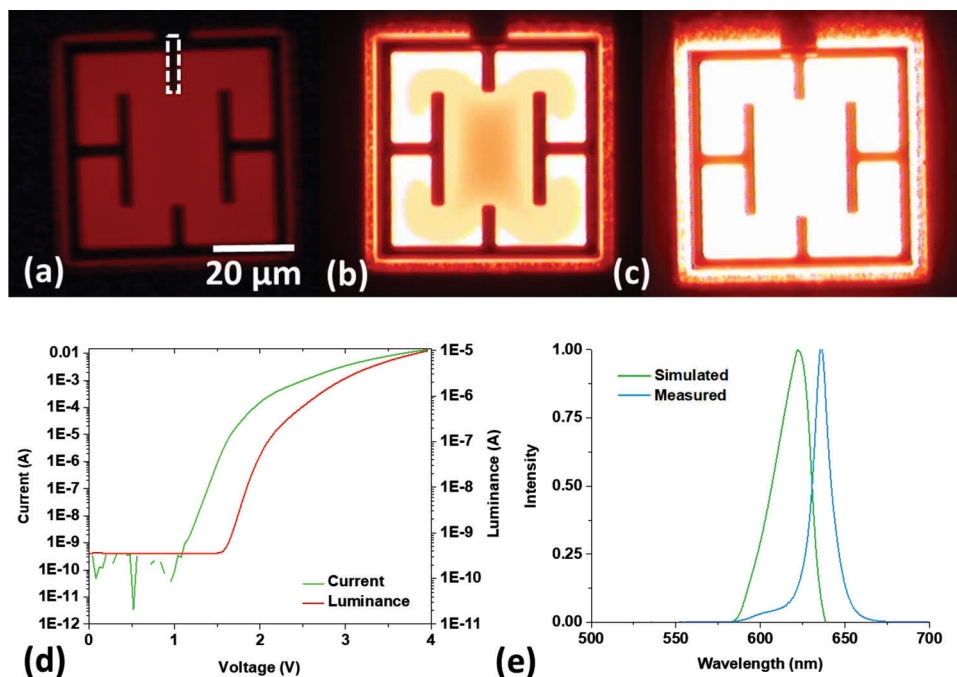 (a)
20 µm
(b)
(c)
0.01
1E-3
1E-4
1E-5
1E-6
1E-7
1E-8
1E-9
1E-10
1E-11
1E-12
Current (A)
1E-5
1E-6
1E-7
1E-8
1E-9
1E-10
1E-11
Luminance (A)
Current
Luminance
0 1 2 3 4
Voltage (V)
(d)
1.00
0.75
0.50
0.25
0.00
Intensity
Simulated
Measured
500 550 600 650 700
Wavelength (nm)
(e)